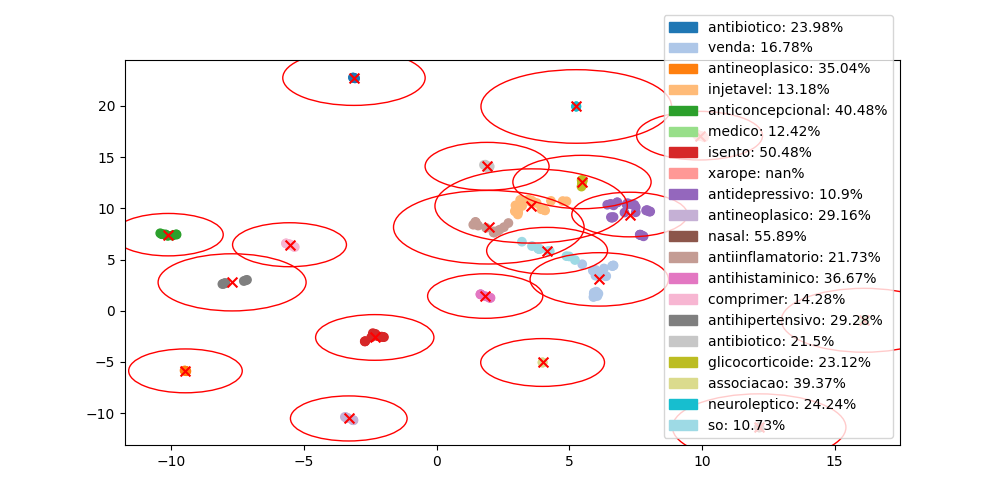 antibiotico: 23.98%
venda: 16.78%
antineoplasico: 35.04%
injetavel: 13.18%
anticoncepcional: 40.48%
medico: 12.42%
isento: 50.48%
xarope: nan%
antidepressivo: 10.9%
antineoplasico: 29.16%
nasal: 55.89%
antiinflamatorio: 21.73%
antihistaminico: 36.67%
comprimer: 14.28%
antihipertensivo: 29.28%
antibiotico: 21.5%
glicocorticoide: 23.12%
associacao: 39.37%
neuroleptico: 24.24%
so: 10.73%
20
15
10
5
0
−5
−10
−10 −5 0 5 10 15